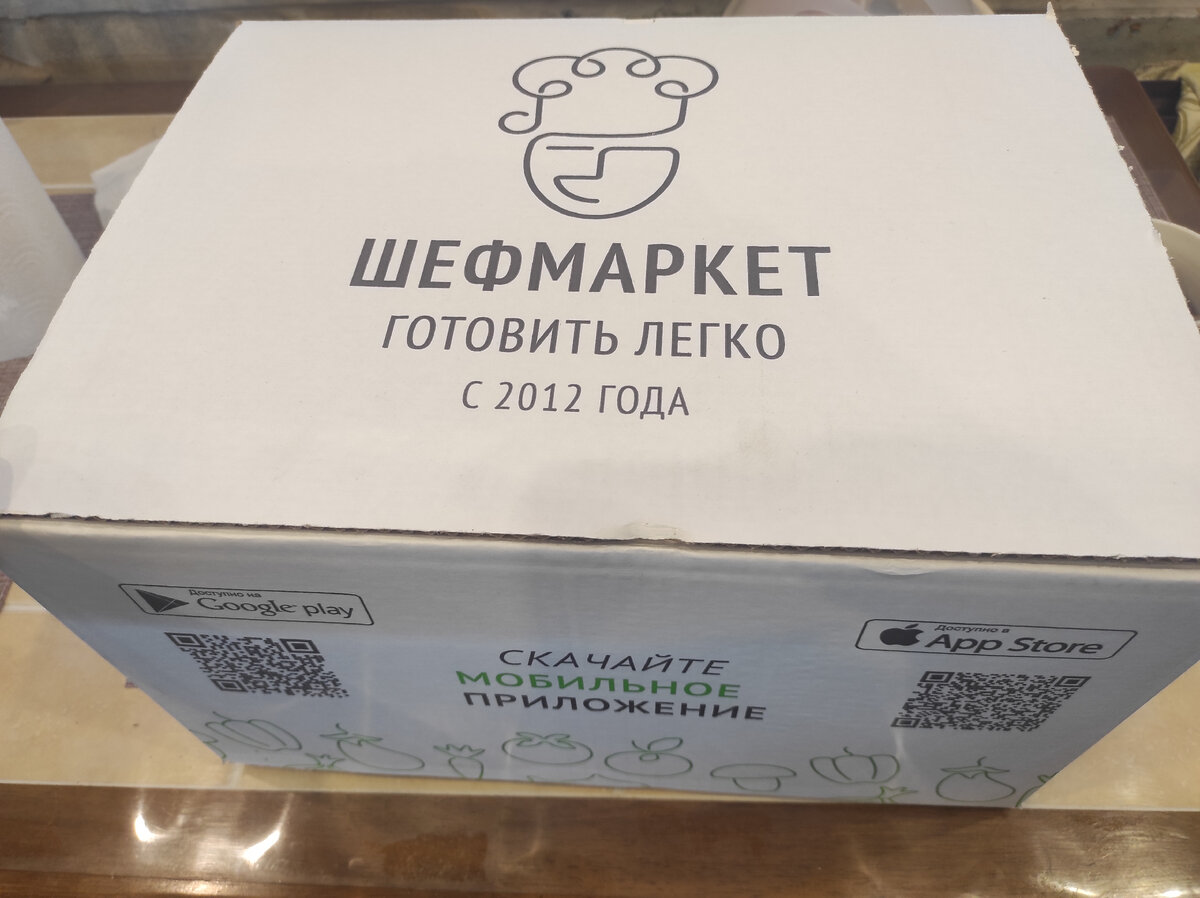 ШЕФМАРКЕТ
ГОТОВИТЬ ЛЕГКО
С 2012 ГОДА
Доступно на
Google play
СКАЧАЙТЕ
МОБИЛЬНОЕ
ПРИЛОЖЕНИЕ
Доступно в
App Store